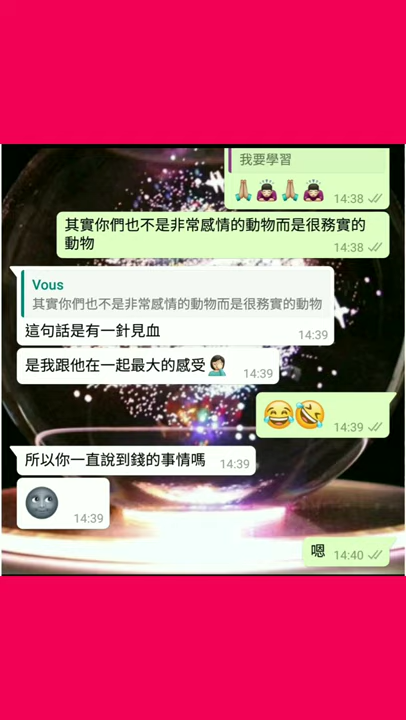 我要學習
🙏🏽🙇🏻‍♀️🙏🏽🙇🏻‍♀️
14:38
其實你們也不是非常感情的動物而是很務實的
動物
14:38
Vous
其實你們也不是非常感情的動物而是很務實的動物
這句話是有一針見血
14:39
是我跟他在一起最大的感受🤦🏻‍♀️
14:39
😂🤣
14:39
所以你一直說到錢的事情嗎
14:39
🌚
14:39
嗯
14:40